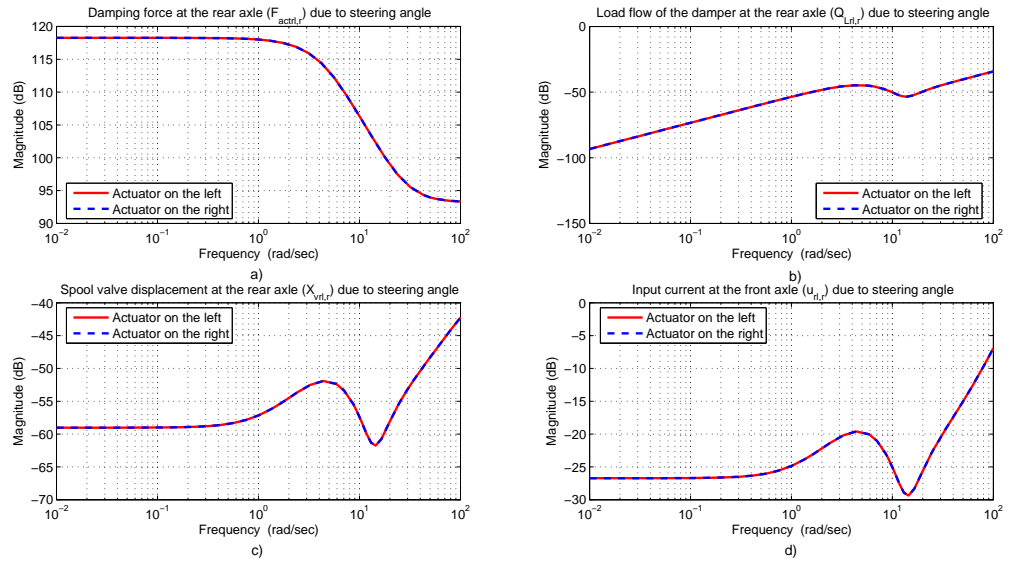 Damping force at the rear axle (F_actrl,r) due to steering angle
120
115
110
105
100
95
90
Magnitude (dB)
Actuator on the left
Actuator on the right
10^−2
10^−1
10^0
10^1
10^2
Frequency (rad/sec)
a)
Load flow of the damper at the rear axle (Q_Lrl,r) due to steering angle
0
−50
−100
−150
Magnitude (dB)
Actuator on the left
Actuator on the right
10^−2
10^−1
10^0
10^1
10^2
Frequency (rad/sec)
b)
Spool valve displacement at the rear axle (X_vrl,r) due to steering angle
−40
−45
−50
−55
−60
−65
−70
Magnitude (dB)
Actuator on the left
Actuator on the right
10^−2
10^−1
10^0
10^1
10^2
Frequency (rad/sec)
c)
Input current at the front axle (u_rl,r) due to steering angle
0
−5
−10
−15
−20
−25
−30
Magnitude (dB)
Actuator on the left
Actuator on the right
10^−2
10^−1
10^0
10^1
10^2
Frequency (rad/sec)
d)